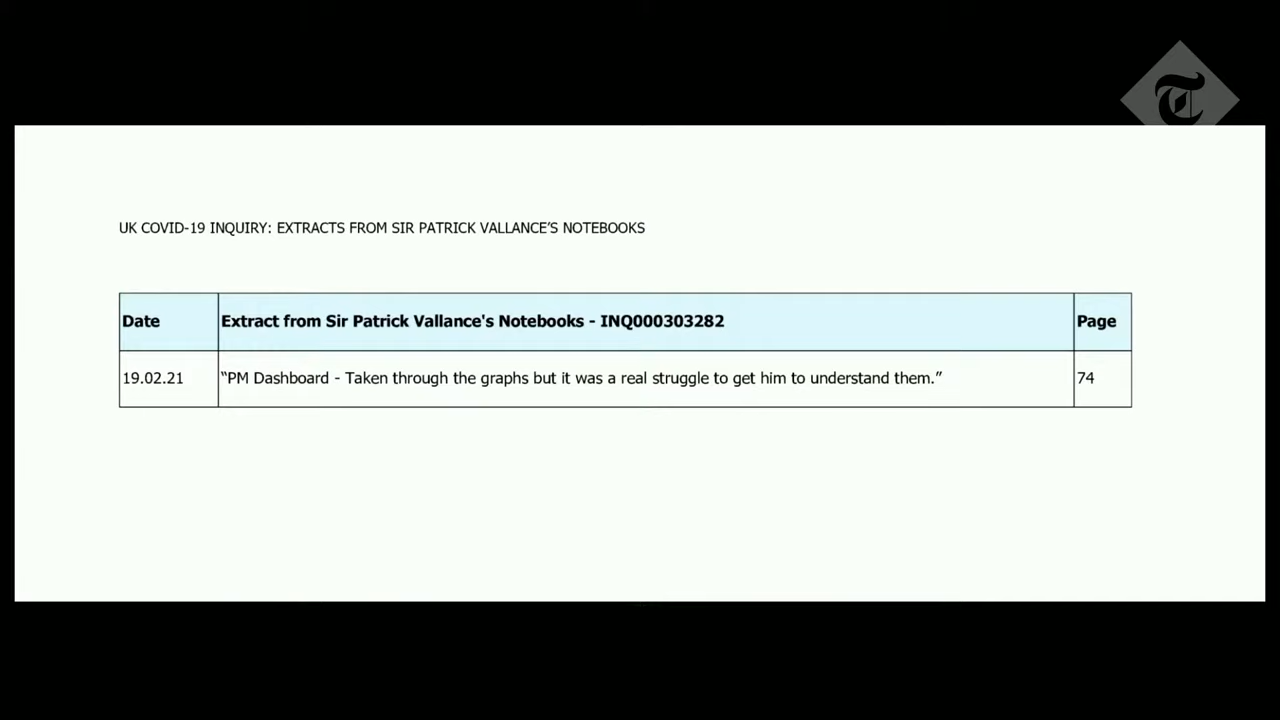 UK COVID-19 INQUIRY: EXTRACTS FROM SIR PATRICK VALLANCE'S NOTEBOOKS
Date Extract from Sir Patrick Vallance's Notebooks - INQ000303282 Page
19.02.21 “PM Dashboard - Taken through the graphs but it was a real struggle to get him to understand them.” 74